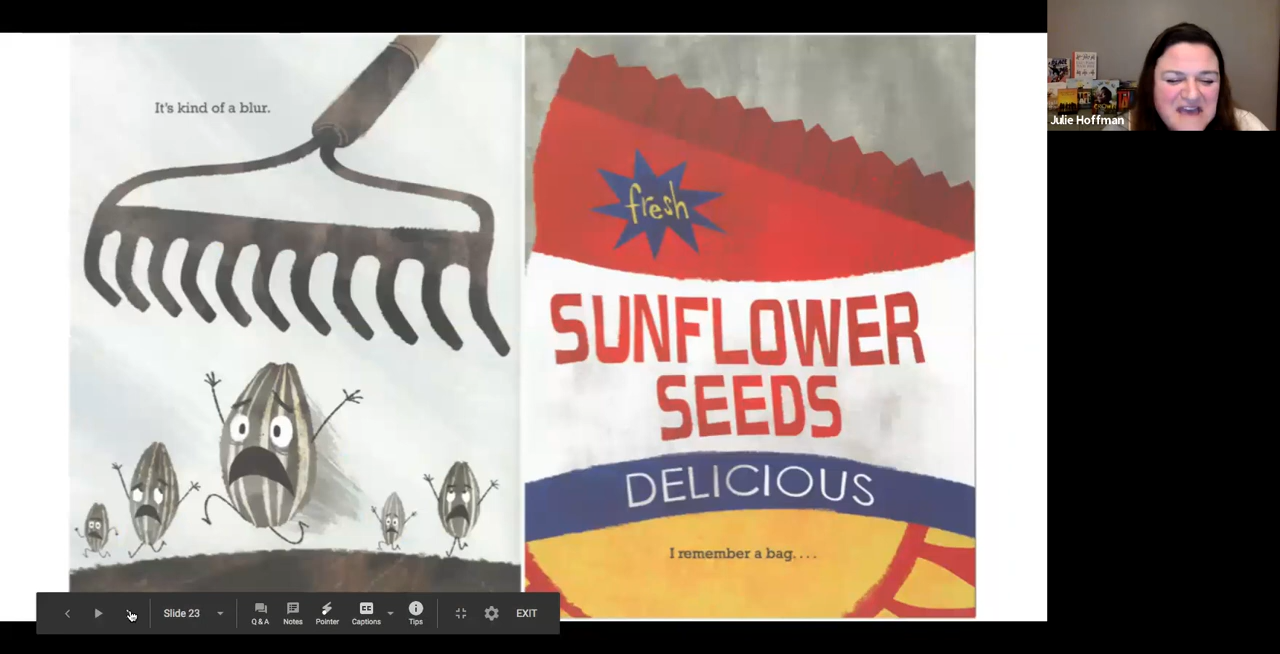 It's kind of a blur.
fresh
SUNFLOWER
SEEDS
DELICIOUS
I remember a bag. . . .
Julie Hoffman
Slide 23
Q & A
Notes
Pointer
Captions
Tips
EXIT